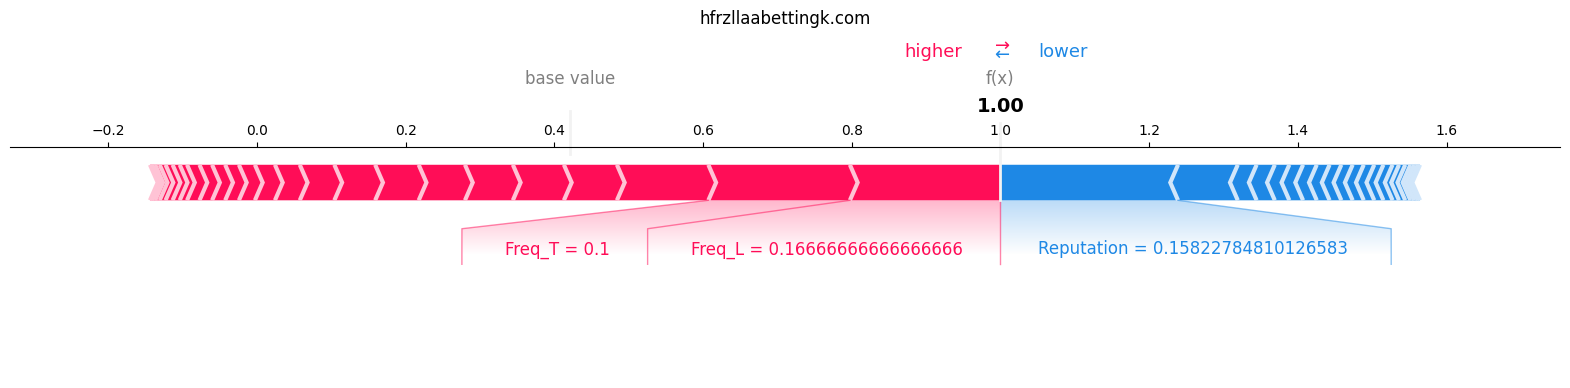 hfrzllaabettingk.com
higher ⇄ lower
base value f(x)
1.00
−0.2 0.0 0.2 0.4 0.6 0.8 1.0 1.2 1.4 1.6
Freq_T = 0.1 Freq_L = 0.16666666666666666 Reputation = 0.15822784810126583